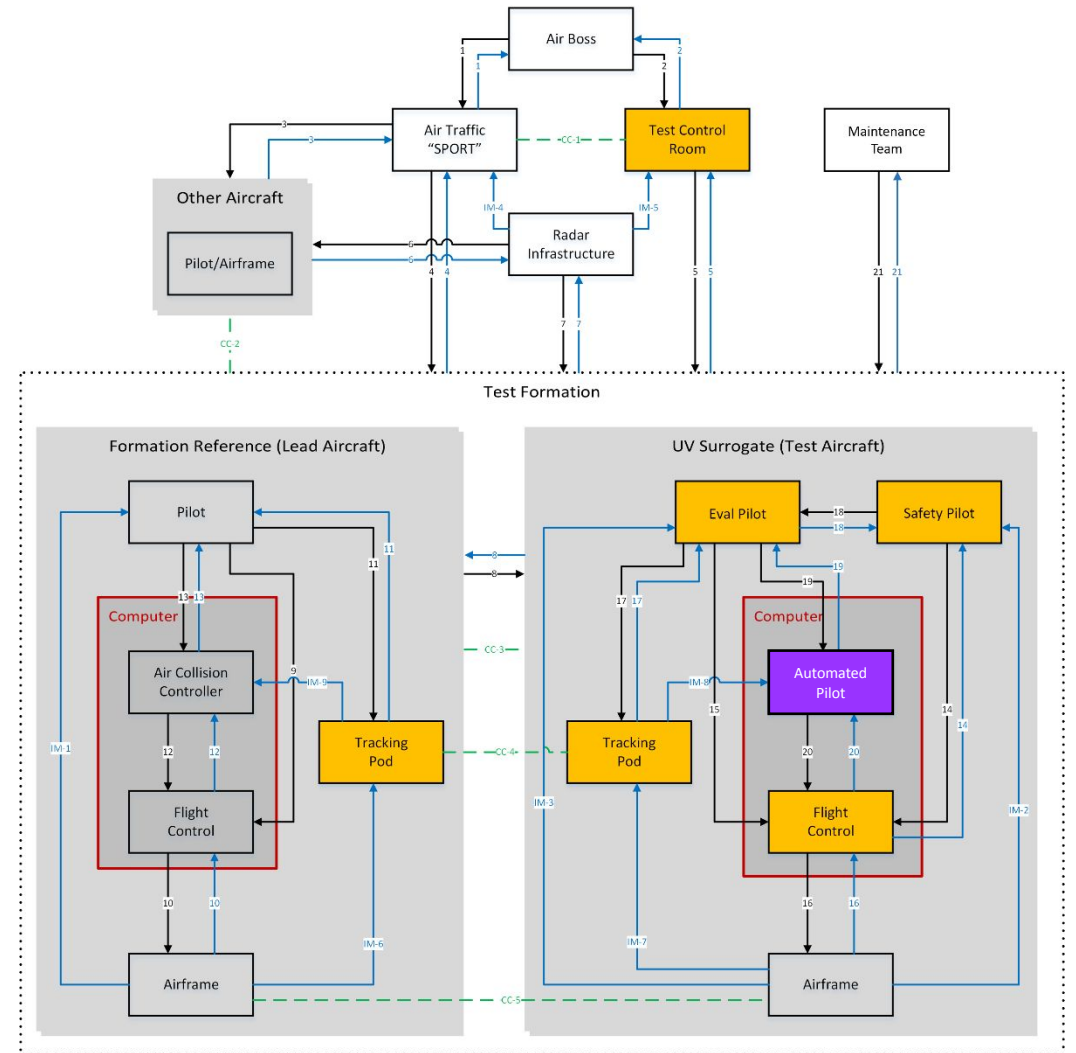 Air Boss
1
1
2
2
Air Traffic
"SPORT"
CC-1
Test Control
Room
Maintenance
Team
3
3
Other Aircraft
Pilot/Airframe
IM-4
IM-5
Radar
Infrastructure
6
6
4
4
5
5
21
21
7
7
CC-2
Test Formation
Formation Reference (Lead Aircraft)
UV Surrogate (Test Aircraft)
Pilot
Eval Pilot
Safety Pilot
18
18
11
11
8
8
13
13
19
19
17
17
Computer
Computer
CC-3
9
Air Collision
Controller
IM-9
IM-8
Automated
Pilot
15
14
14
IM-1
12
12
Tracking
Pod
CC-4
Tracking
Pod
20
20
IM-3
IM-2
Flight
Control
Flight
Control
10
10
16
16
IM-6
IM-7
Airframe
CC-5
Airframe